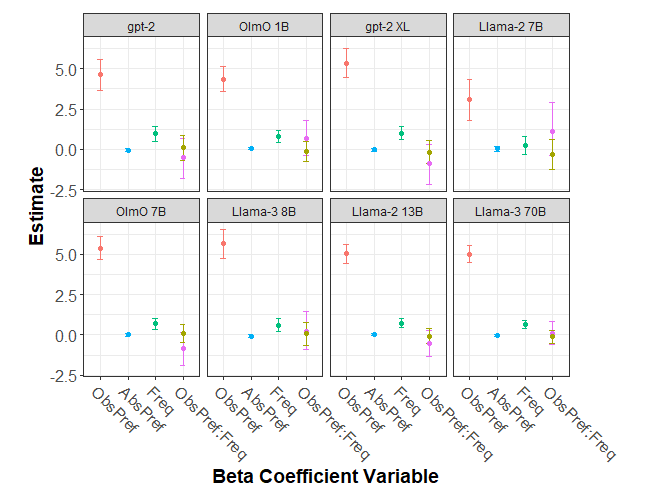 gpt-2 OlmO 1B gpt-2 XL Llama-2 7B
5.0
2.5
0.0
-2.5
OlmO 7B Llama-3 8B Llama-2 13B Llama-3 70B
5.0
2.5
0.0
-2.5
Estimate
ObsPref AbsPref Freq ObsPref:Freq ObsPref AbsPref Freq ObsPref:Freq ObsPref AbsPref Freq ObsPref:Freq ObsPref AbsPref Freq ObsPref:Freq
Beta Coefficient Variable